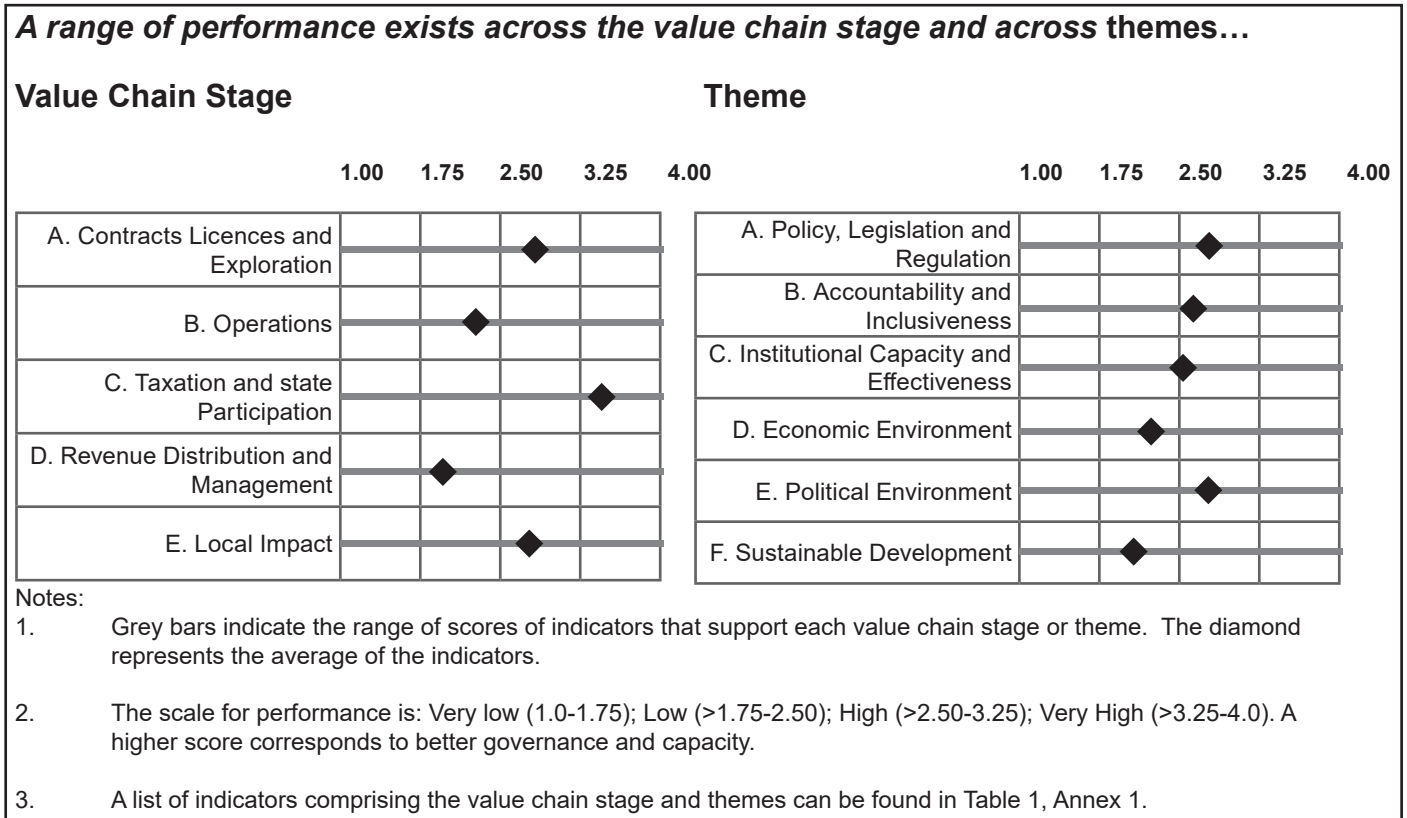 A range of performance exists across the value chain stage and across themes…
Value Chain Stage
1.00 1.75 2.50 3.25 4.00
A. Contracts Licences and
Exploration
B. Operations
C. Taxation and state
Participation
D. Revenue Distribution and
Management
E. Local Impact
Theme
1.00 1.75 2.50 3.25 4.00
A. Policy, Legislation and
Regulation
B. Accountability and
Inclusiveness
C. Institutional Capacity and
Effectiveness
D. Economic Environment
E. Political Environment
F. Sustainable Development
Notes:
1. Grey bars indicate the range of scores of indicators that support each value chain stage or theme. The diamond
represents the average of the indicators.
2. The scale for performance is: Very low (1.0-1.75); Low (>1.75-2.50); High (>2.50-3.25); Very High (>3.25-4.0). A
higher score corresponds to better governance and capacity.
3. A list of indicators comprising the value chain stage and themes can be found in Table 1, Annex 1.